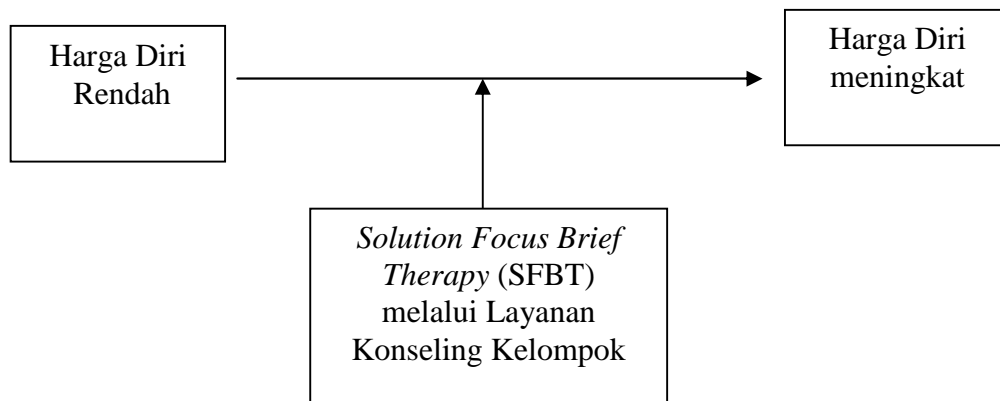 Harga Diri
Rendah
Harga Diri
meningkat
Solution Focus Brief
Therapy (SFBT)
melalui Layanan
Konseling Kelompok